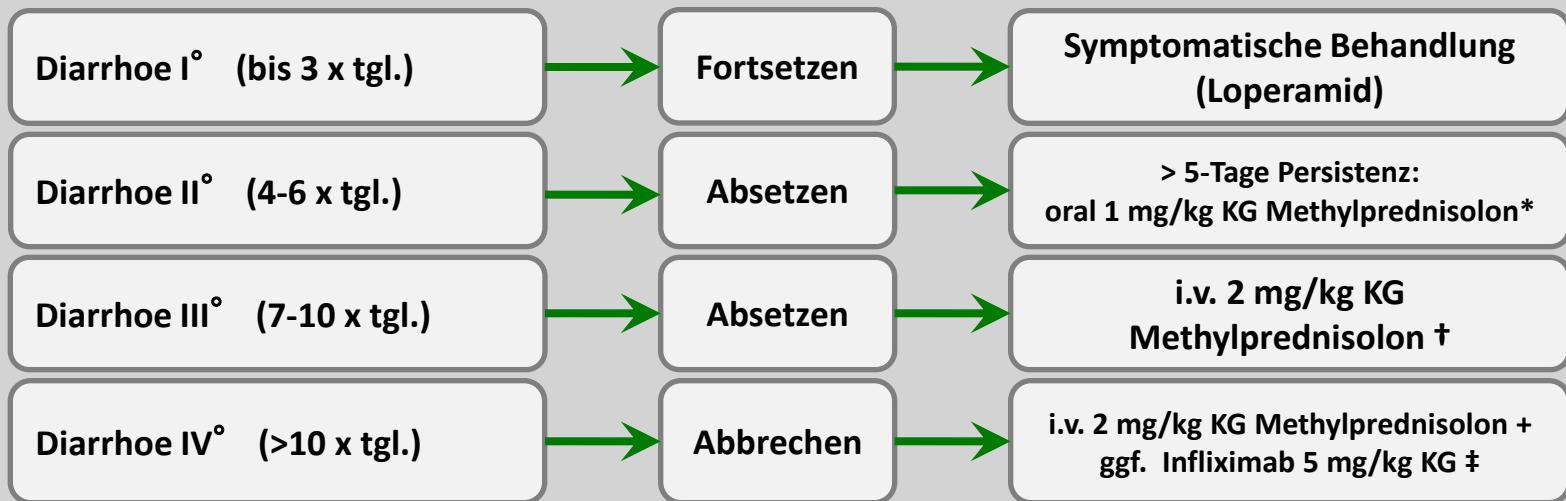 Diarrhoe I° (bis 3 x tgl.)
Fortsetzen
Symptomatische Behandlung
(Loperamid)
Diarrhoe II° (4-6 x tgl.)
Absetzen
> 5-Tage Persistenz:
oral 1 mg/kg KG Methylprednisolon*
Diarrhoe III° (7-10 x tgl.)
Absetzen
i.v. 2 mg/kg KG
Methylprednisolon †
Diarrhoe IV° (>10 x tgl.)
Abbrechen
i.v. 2 mg/kg KG Methylprednisolon +
ggf. Infliximab 5 mg/kg KG ‡